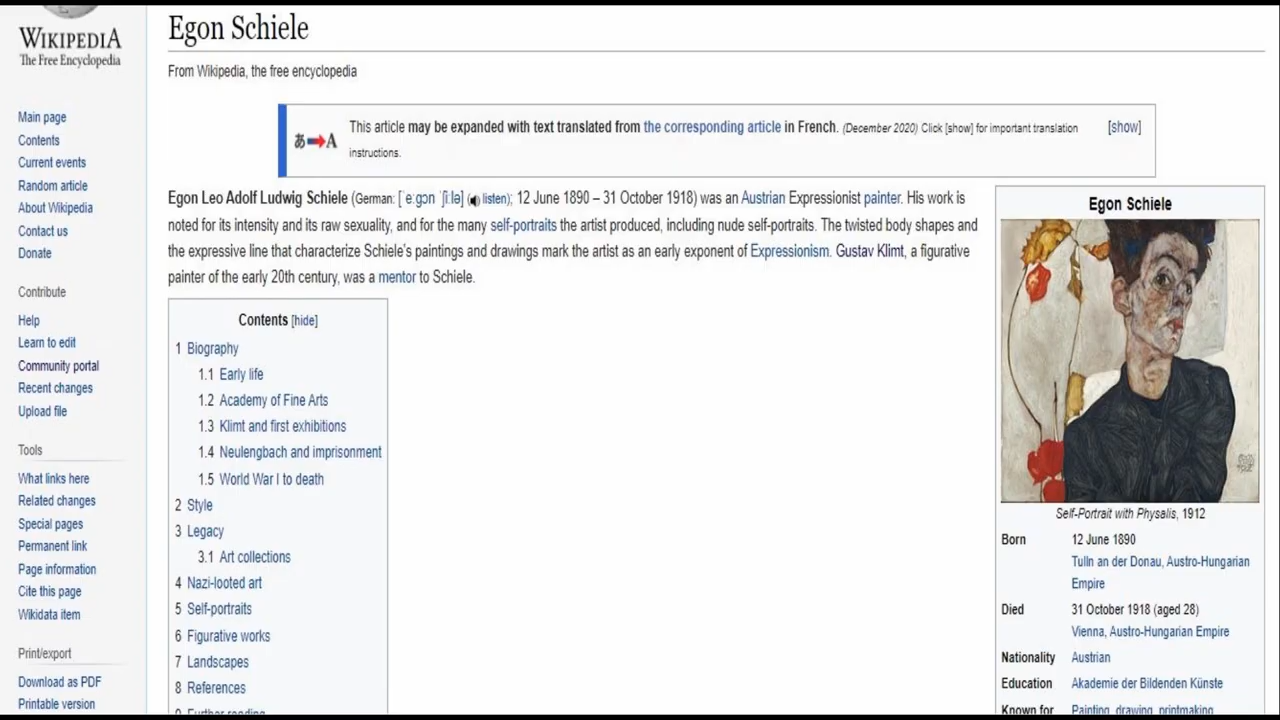 WIKIPEDIA
The Free Encyclopedia
Main page
Contents
Current events
Random article
About Wikipedia
Contact us
Donate
Contribute
Help
Learn to edit
Community portal
Recent changes
Upload file
Tools
What links here
Related changes
Special pages
Permanent link
Page information
Cite this page
Wikidata item
Print/export
Download as PDF
Printable version
Egon Schiele
From Wikipedia, the free encyclopedia
あ A
This article may be expanded with text translated from the corresponding article in French. (December 2020) Click [show] for important translation
instructions.
[show]
Egon Leo Adolf Ludwig Schiele (German: [ˈeːɡɔn ˈʃiːlə] (listen); 12 June 1890 – 31 October 1918) was an Austrian Expressionist painter. His work is
noted for its intensity and its raw sexuality, and for the many self-portraits the artist produced, including nude self-portraits. The twisted body shapes and
the expressive line that characterize Schiele's paintings and drawings mark the artist as an early exponent of Expressionism. Gustav Klimt, a figurative
painter of the early 20th century, was a mentor to Schiele.
Contents [hide]
1 Biography
1.1 Early life
1.2 Academy of Fine Arts
1.3 Klimt and first exhibitions
1.4 Neulengbach and imprisonment
1.5 World War I to death
2 Style
3 Legacy
3.1 Art collections
4 Nazi-looted art
5 Self-portraits
6 Figurative works
7 Landscapes
8 References
9 Further reading
Egon Schiele
Self-Portrait with Physalis, 1912
Born 12 June 1890
Tulln an der Donau, Austro-Hungarian
Empire
Died 31 October 1918 (aged 28)
Vienna, Austro-Hungarian Empire
Nationality Austrian
Education Akademie der Bildenden Künste
Known for Painting, drawing, printmaking